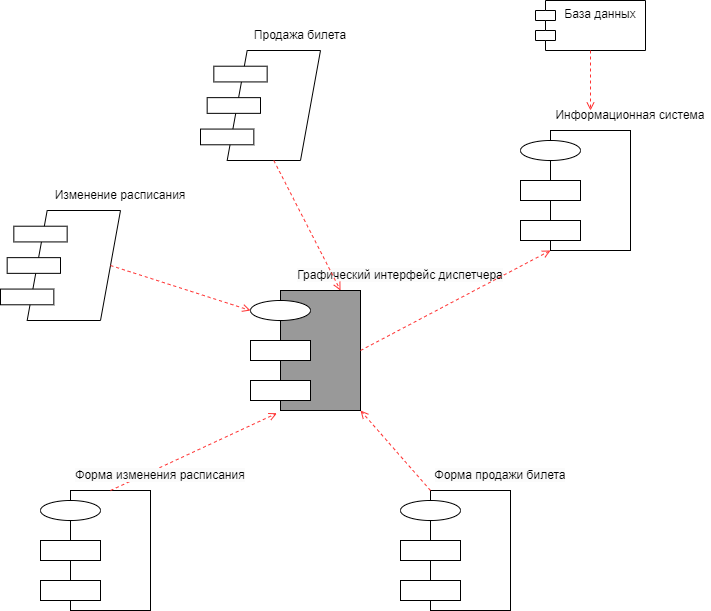 База данных
Продажа билета
Информационная система
Изменение расписания
Графический интерфейс диспетчера
Форма изменения расписания
Форма продажи билета